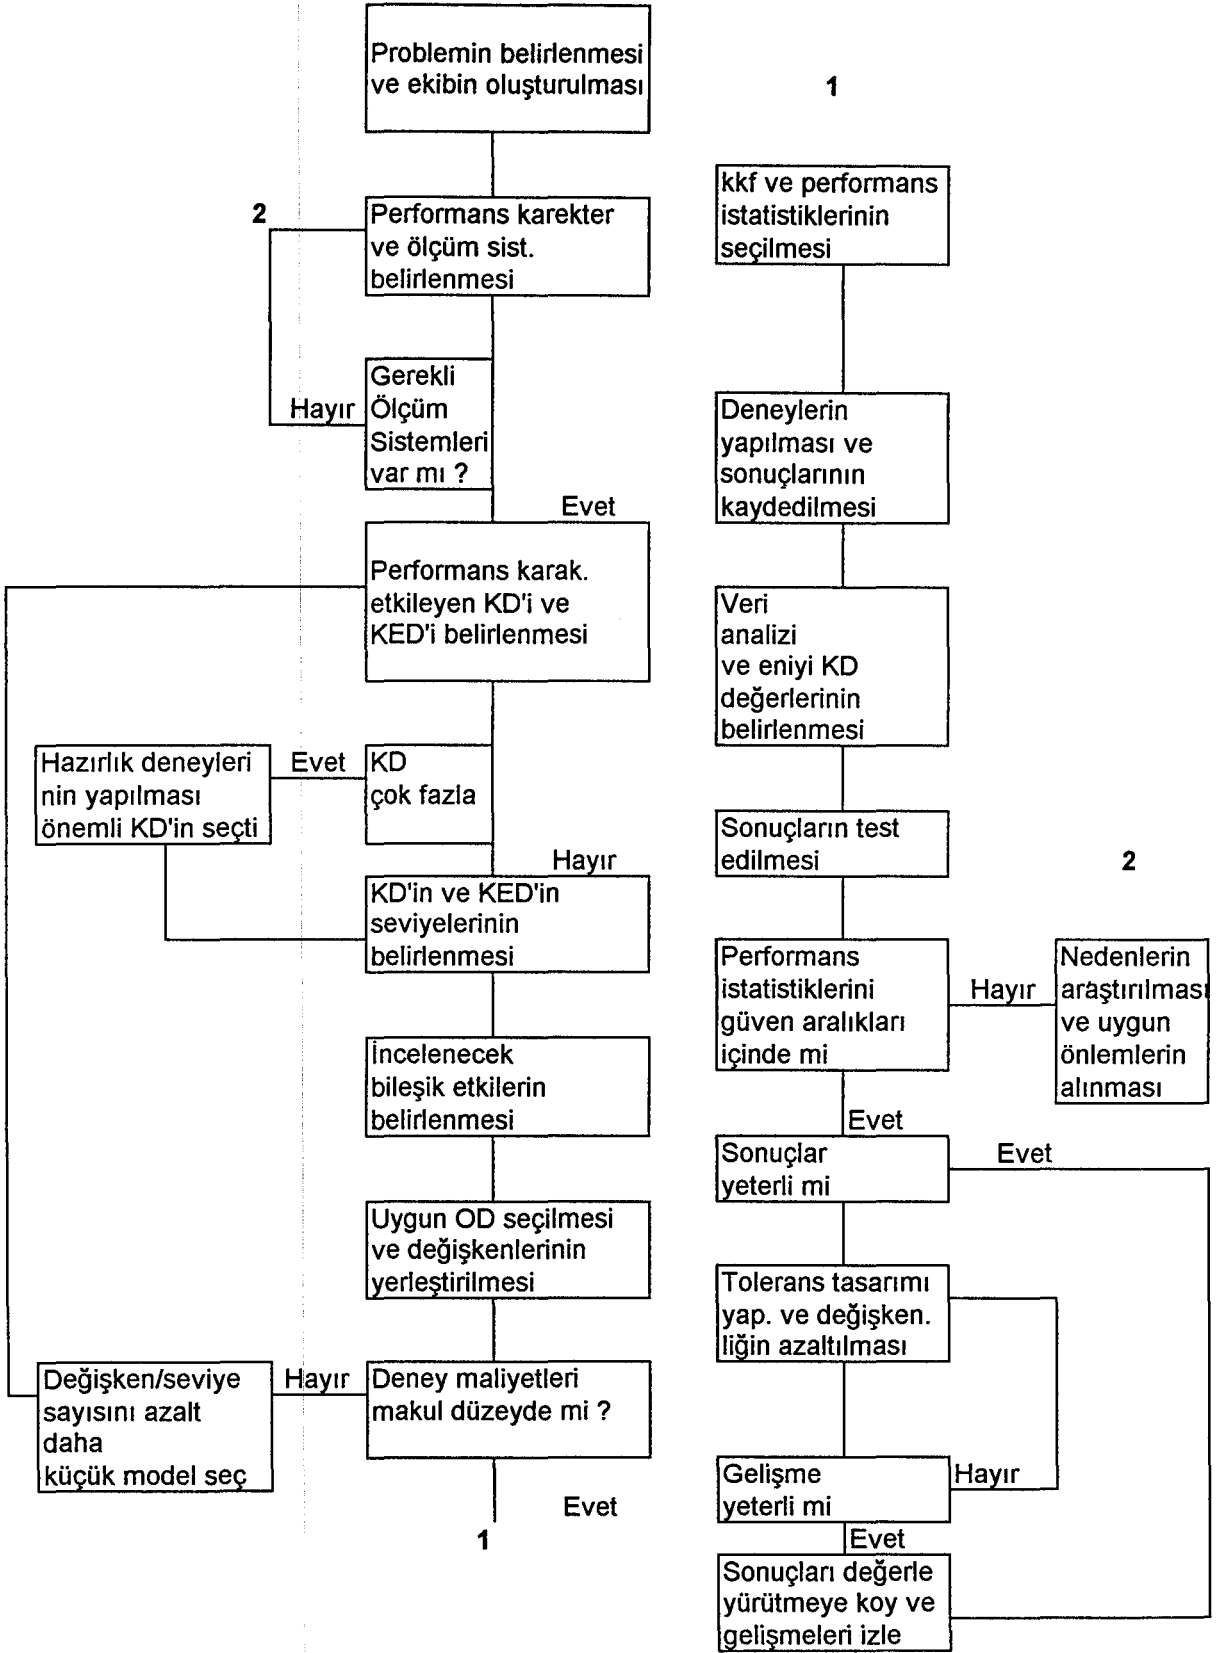 Problemin belirlenmesi
ve ekibin oluşturulması
2
Performans karekter
ve ölçüm sist.
belirlenmesi
Hayır
Gerekli
Ölçüm
Sistemleri
var mı ?
Evet
Performans karak.
etkileyen KD'i ve
KED'i belirlenmesi
Hazırlık deneyleri
nin yapılması
önemli KD'in seçti
Evet
KD
çok fazla
Hayır
KD'in ve KED'in
seviyelerinin
belirlenmesi
İncelenecek
bileşik etkilerin
belirlenmesi
Uygun OD seçilmesi
ve değişkenlerinin
yerleştirilmesi
Değişken/seviye
sayısını azalt
daha
küçük model seç
Hayır
Deney maliyetleri
makul düzeyde mi ?
Evet
1
1
kkf ve performans
istatistiklerinin
seçilmesi
Deneylerin
yapılması ve
sonuçlarının
kaydedilmesi
Veri
analizi
ve eniyi KD
değerlerinin
belirlenmesi
Sonuçların test
edilmesi
2
Performans
istatistiklerini
güven aralıkları
içinde mi
Hayır
Nedenlerin
araştırılması
ve uygun
önlemlerin
alınması
Evet
Sonuçlar
yeterli mi
Evet
Tolerans tasarımı
yap. ve değişken.
liğin azaltılması
Gelişme
yeterli mi
Hayır
Evet
Sonuçları değerle
yürütmeye koy ve
gelişmeleri izle